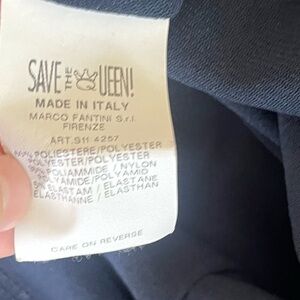 SAVE THE QUEEN!
MADE IN ITALY
MARCO FANTINI S.r.l.
FIRENZE
ART. 911 4257
POLIESTERE/POLYESTER
POLYESTER/POLYESTER
POLIAMMIDE / NYLON
POLYAMIDE/POLYAMID
5% ELASTAM / ELASTANE
ELASTHANNE / ELASTHAN
CARE ON REVERSE